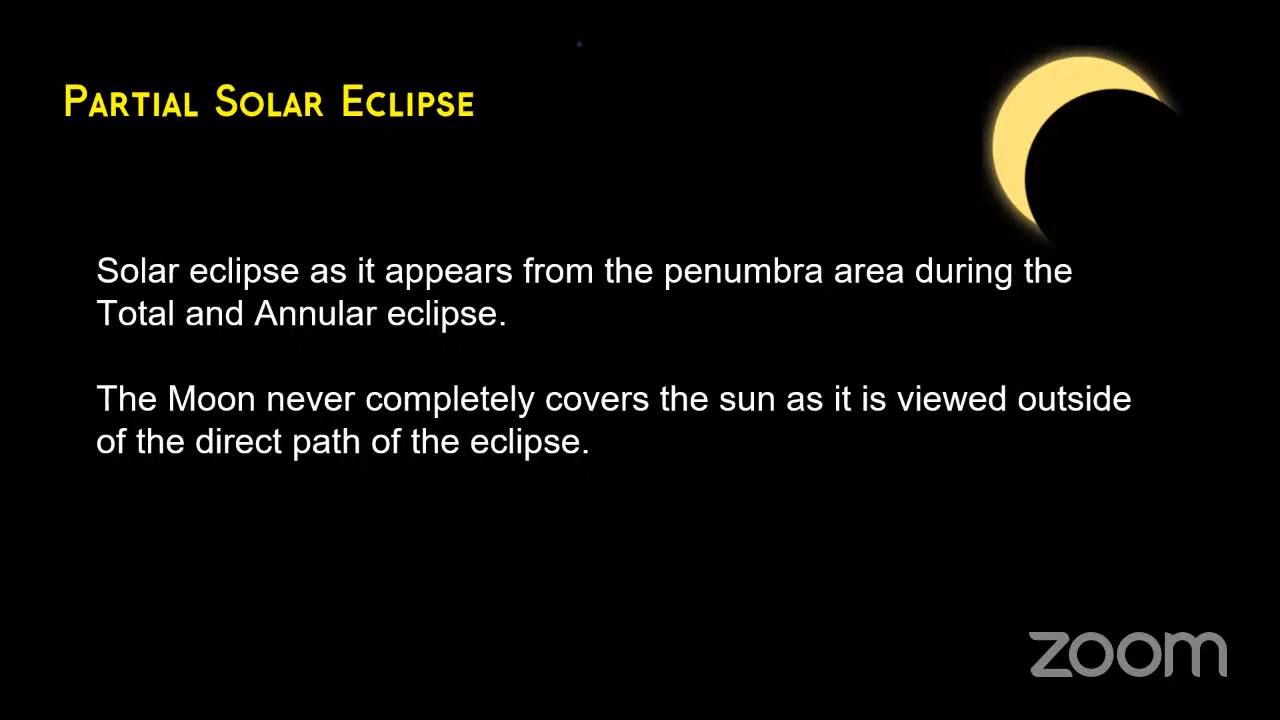 Partial Solar Eclipse
Solar eclipse as it appears from the penumbra area during the
Total and Annular eclipse.
The Moon never completely covers the sun as it is viewed outside
of the direct path of the eclipse.
zoom